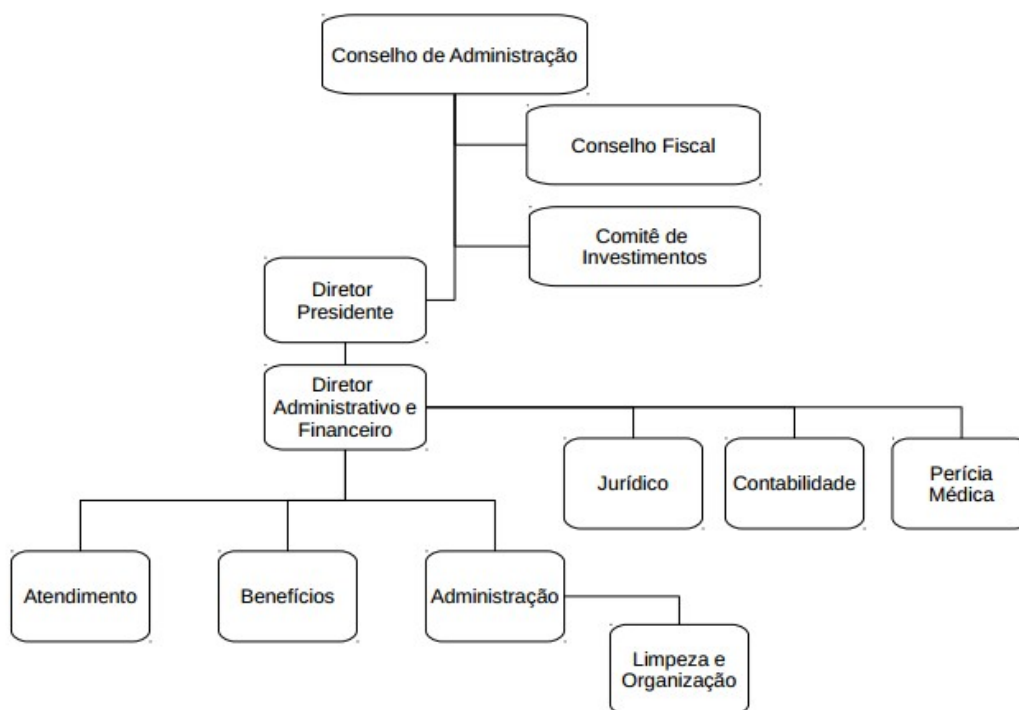 Conselho de Administração
Conselho Fiscal
Comitê de
Investimentos
Diretor
Presidente
Diretor
Administrativo e
Financeiro
Jurídico
Contabilidade
Perícia
Médica
Atendimento
Benefícios
Administração
Limpeza e
Organização